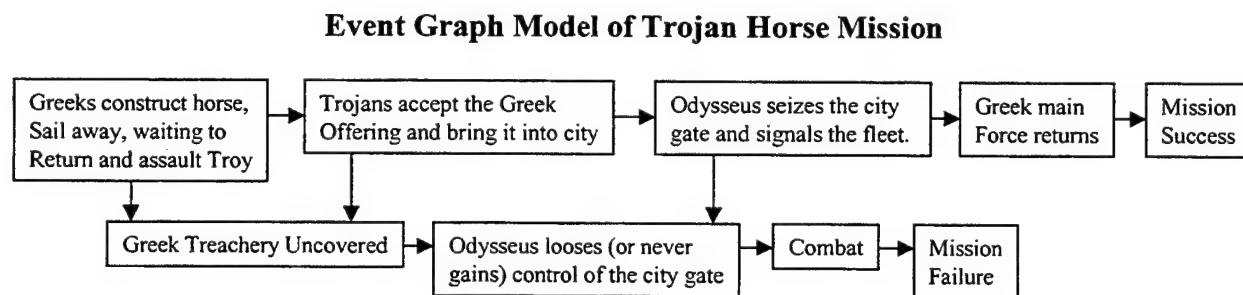 Event Graph Model of Trojan Horse Mission
Greeks construct horse,
Sail away, waiting to
Return and assault Troy
Trojans accept the Greek
Offering and bring it into city
Odysseus seizes the city
gate and signals the fleet.
Greek main
Force returns
Mission
Success
Greek Treachery Uncovered
Odysseus looses (or never
gains) control of the city gate
Combat
Mission
Failure